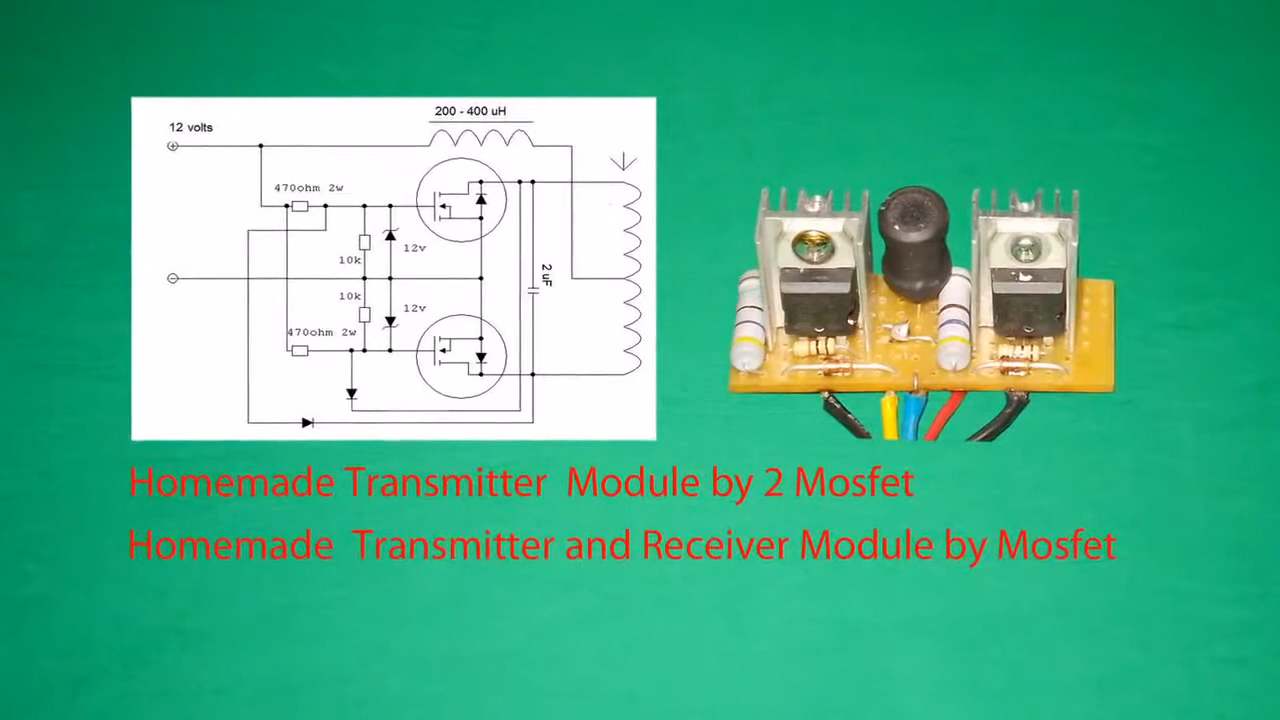 200 - 400 uH
12 volts
470ohm 2w
12v
10k
2 uF
10k
12v
470ohm 2w
Homemade Transmitter Module by 2 Mosfet
Homemade Transmitter and Receiver Module by Mosfet